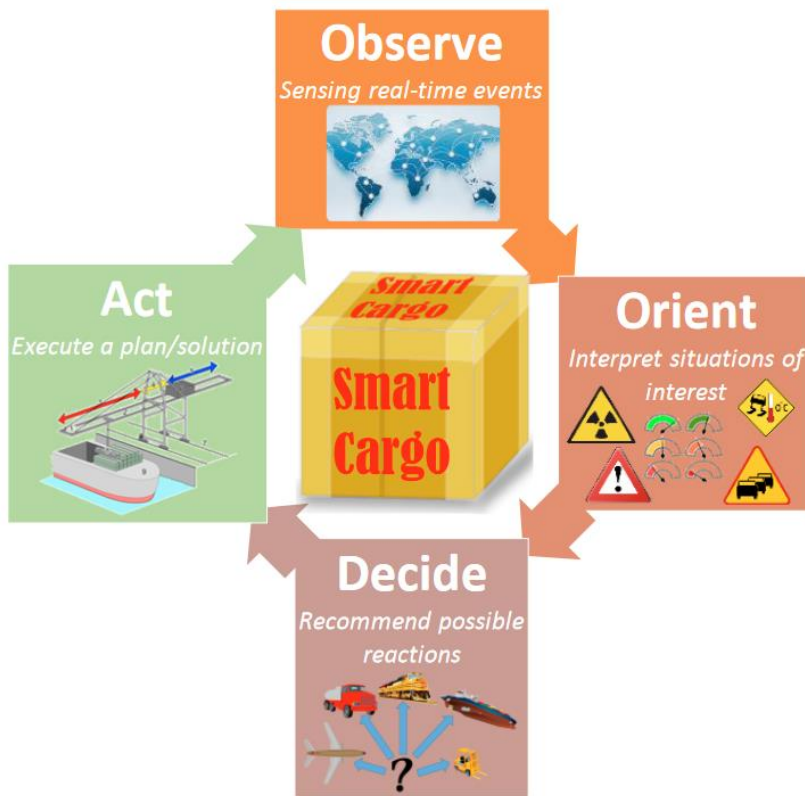 Observe
Sensing real-time events
Act
Execute a plan/solution
Smart
Cargo
Smart
Cargo
Orient
Interpret situations of
interest
!
0°C
Decide
Recommend possible
reactions
?